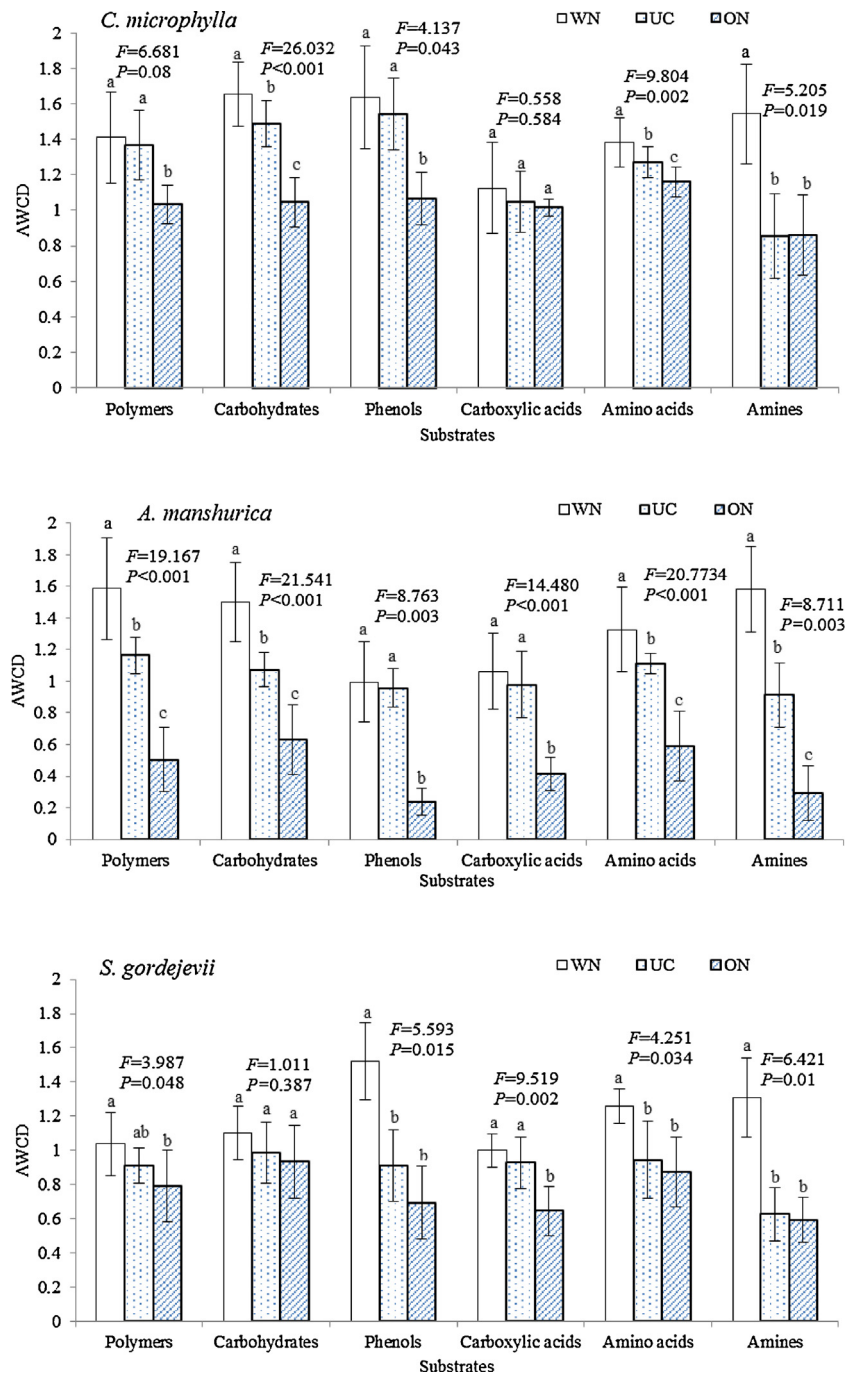 C. microphylla
WN UC ON
F=6.681
P=0.08
F=26.032
P<0.001
F=4.137
P=0.043
F=0.558
P=0.584
F=9.804
P=0.002
F=5.205
P=0.019
a a b
a b c
a a b
a a a
a b c
a b b
AWCD
2
1.8
1.6
1.4
1.2
1
0.8
0.6
0.4
0.2
0
Polymers Carbohydrates Phenols Carboxylic acids Amino acids Amines
Substrates
A. manshurica
WN UC ON
F=19.167
P<0.001
F=21.541
P<0.001
F=8.763
P=0.003
F=14.480
P<0.001
F=20.7734
P<0.001
F=8.711
P=0.003
a b c
a b c
a a b
a a b
a b c
a b c
AWCD
2
1.8
1.6
1.4
1.2
1
0.8
0.6
0.4
0.2
0
Polymers Carbohydrates Phenols Carboxylic acids Amino acids Amines
Substrates
S. gordejevii
WN UC ON
F=3.987
P=0.048
F=1.011
P=0.387
F=5.593
P=0.015
F=9.519
P=0.002
F=4.251
P=0.034
F=6.421
P=0.01
a ab b
a a a
a b b
a a b
a b b
a b b
AWCD
2
1.8
1.6
1.4
1.2
1
0.8
0.6
0.4
0.2
0
Polymers Carbohydrates Phenols Carboxylic acids Amino acids Amines
Substrates